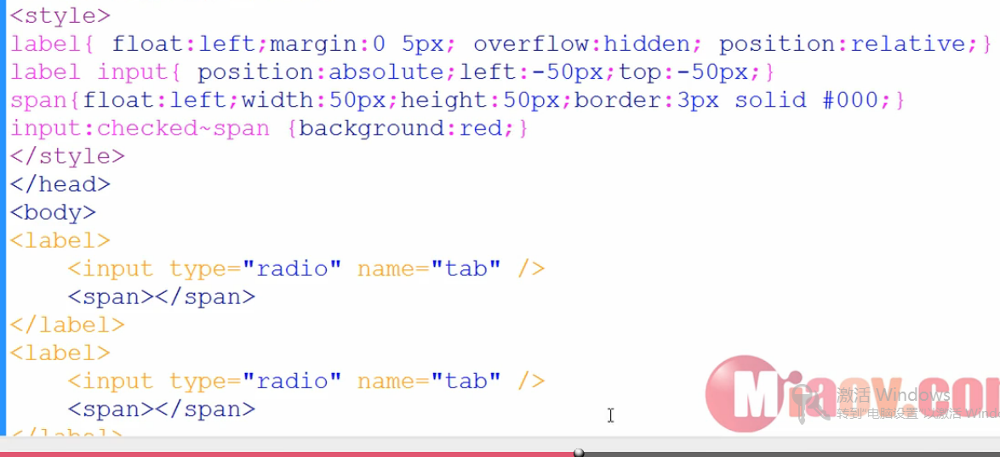 <style>
label{ float:left;margin:0 5px; overflow:hidden; position:relative;}
label input{ position:absolute;left:-50px;top:-50px;}
span{float:left;width:50px;height:50px;border:3px solid #000;}
input:checked~span {background:red;}
</style>
</head>
<body>
<label>
    <input type="radio" name="tab" />
    <span></span>
</label>
<label>
    <input type="radio" name="tab" />
    <span></span>
</label>
Miaov.com
激活 Windows
转到"电脑设置"以激活 Wind